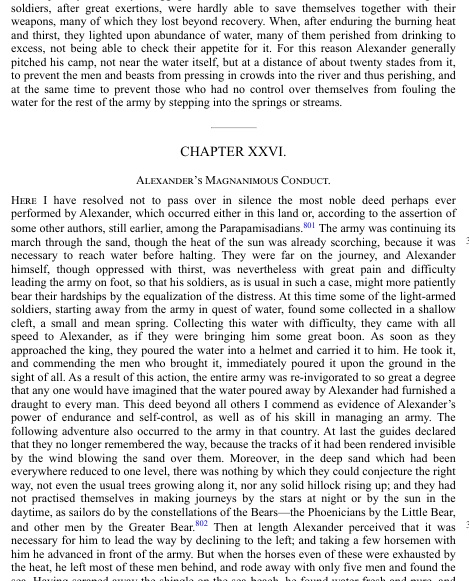 soldiers, after great exertions, were hardly able to save themselves together with their
weapons, many of which they lost beyond recovery. When, after enduring the burning heat
and thirst, they lighted upon abundance of water, many of them perished from drinking to
excess, not being able to check their appetite for it. For this reason Alexander generally
pitched his camp, not near the water itself, but at a distance of about twenty stades from it,
to prevent the men and beasts from pressing in crowds into the river and thus perishing, and
at the same time to prevent those who had no control over themselves from fouling the
water for the rest of the army by stepping into the springs or streams.
CHAPTER XXVI.
Alexander's Magnanimous Conduct.
Here I have resolved not to pass over in silence the most noble deed perhaps ever
performed by Alexander, which occurred either in this land or, according to the assertion of
some other authors, still earlier, among the Parapamisadians.801 The army was continuing its
march through the sand, though the heat of the sun was already scorching, because it was
necessary to reach water before halting. They were far on the journey, and Alexander
himself, though oppressed with thirst, was nevertheless with great pain and difficulty
leading the army on foot, so that his soldiers, as is usual in such a case, might more patiently
bear their hardships by the equalization of the distress. At this time some of the light-armed
soldiers, starting away from the army in quest of water, found some collected in a shallow
cleft, a small and mean spring. Collecting this water with difficulty, they came with all
speed to Alexander, as if they were bringing him some great boon. As soon as they
approached the king, they poured the water into a helmet and carried it to him. He took it,
and commending the men who brought it, immediately poured it upon the ground in the
sight of all. As a result of this action, the entire army was re-invigorated to so great a degree
that any one would have imagined that the water poured away by Alexander had furnished a
draught to every man. This deed beyond all others I commend as evidence of Alexander's
power of endurance and self-control, as well as of his skill in managing an army. The
following adventure also occurred to the army in that country. At last the guides declared
that they no longer remembered the way, because the tracks of it had been rendered invisible
by the wind blowing the sand over them. Moreover, in the deep sand which had been
everywhere reduced to one level, there was nothing by which they could conjecture the right
way, not even the usual trees growing along it, nor any solid hillock rising up; and they had
not practised themselves in making journeys by the stars at night or by the sun in the
daytime, as sailors do by the constellations of the Bears—the Phoenicians by the Little Bear,
and other men by the Greater Bear.802 Then at length Alexander perceived that it was
necessary for him to lead the way by declining to the left; and taking a few horsemen with
him he advanced in front of the army. But when the horses even of these were exhausted by
the heat, he left most of these men behind, and rode away with only five men and found the
sea. Having scraped away the shingle on the sea-beach, he found water fresh and pure, and